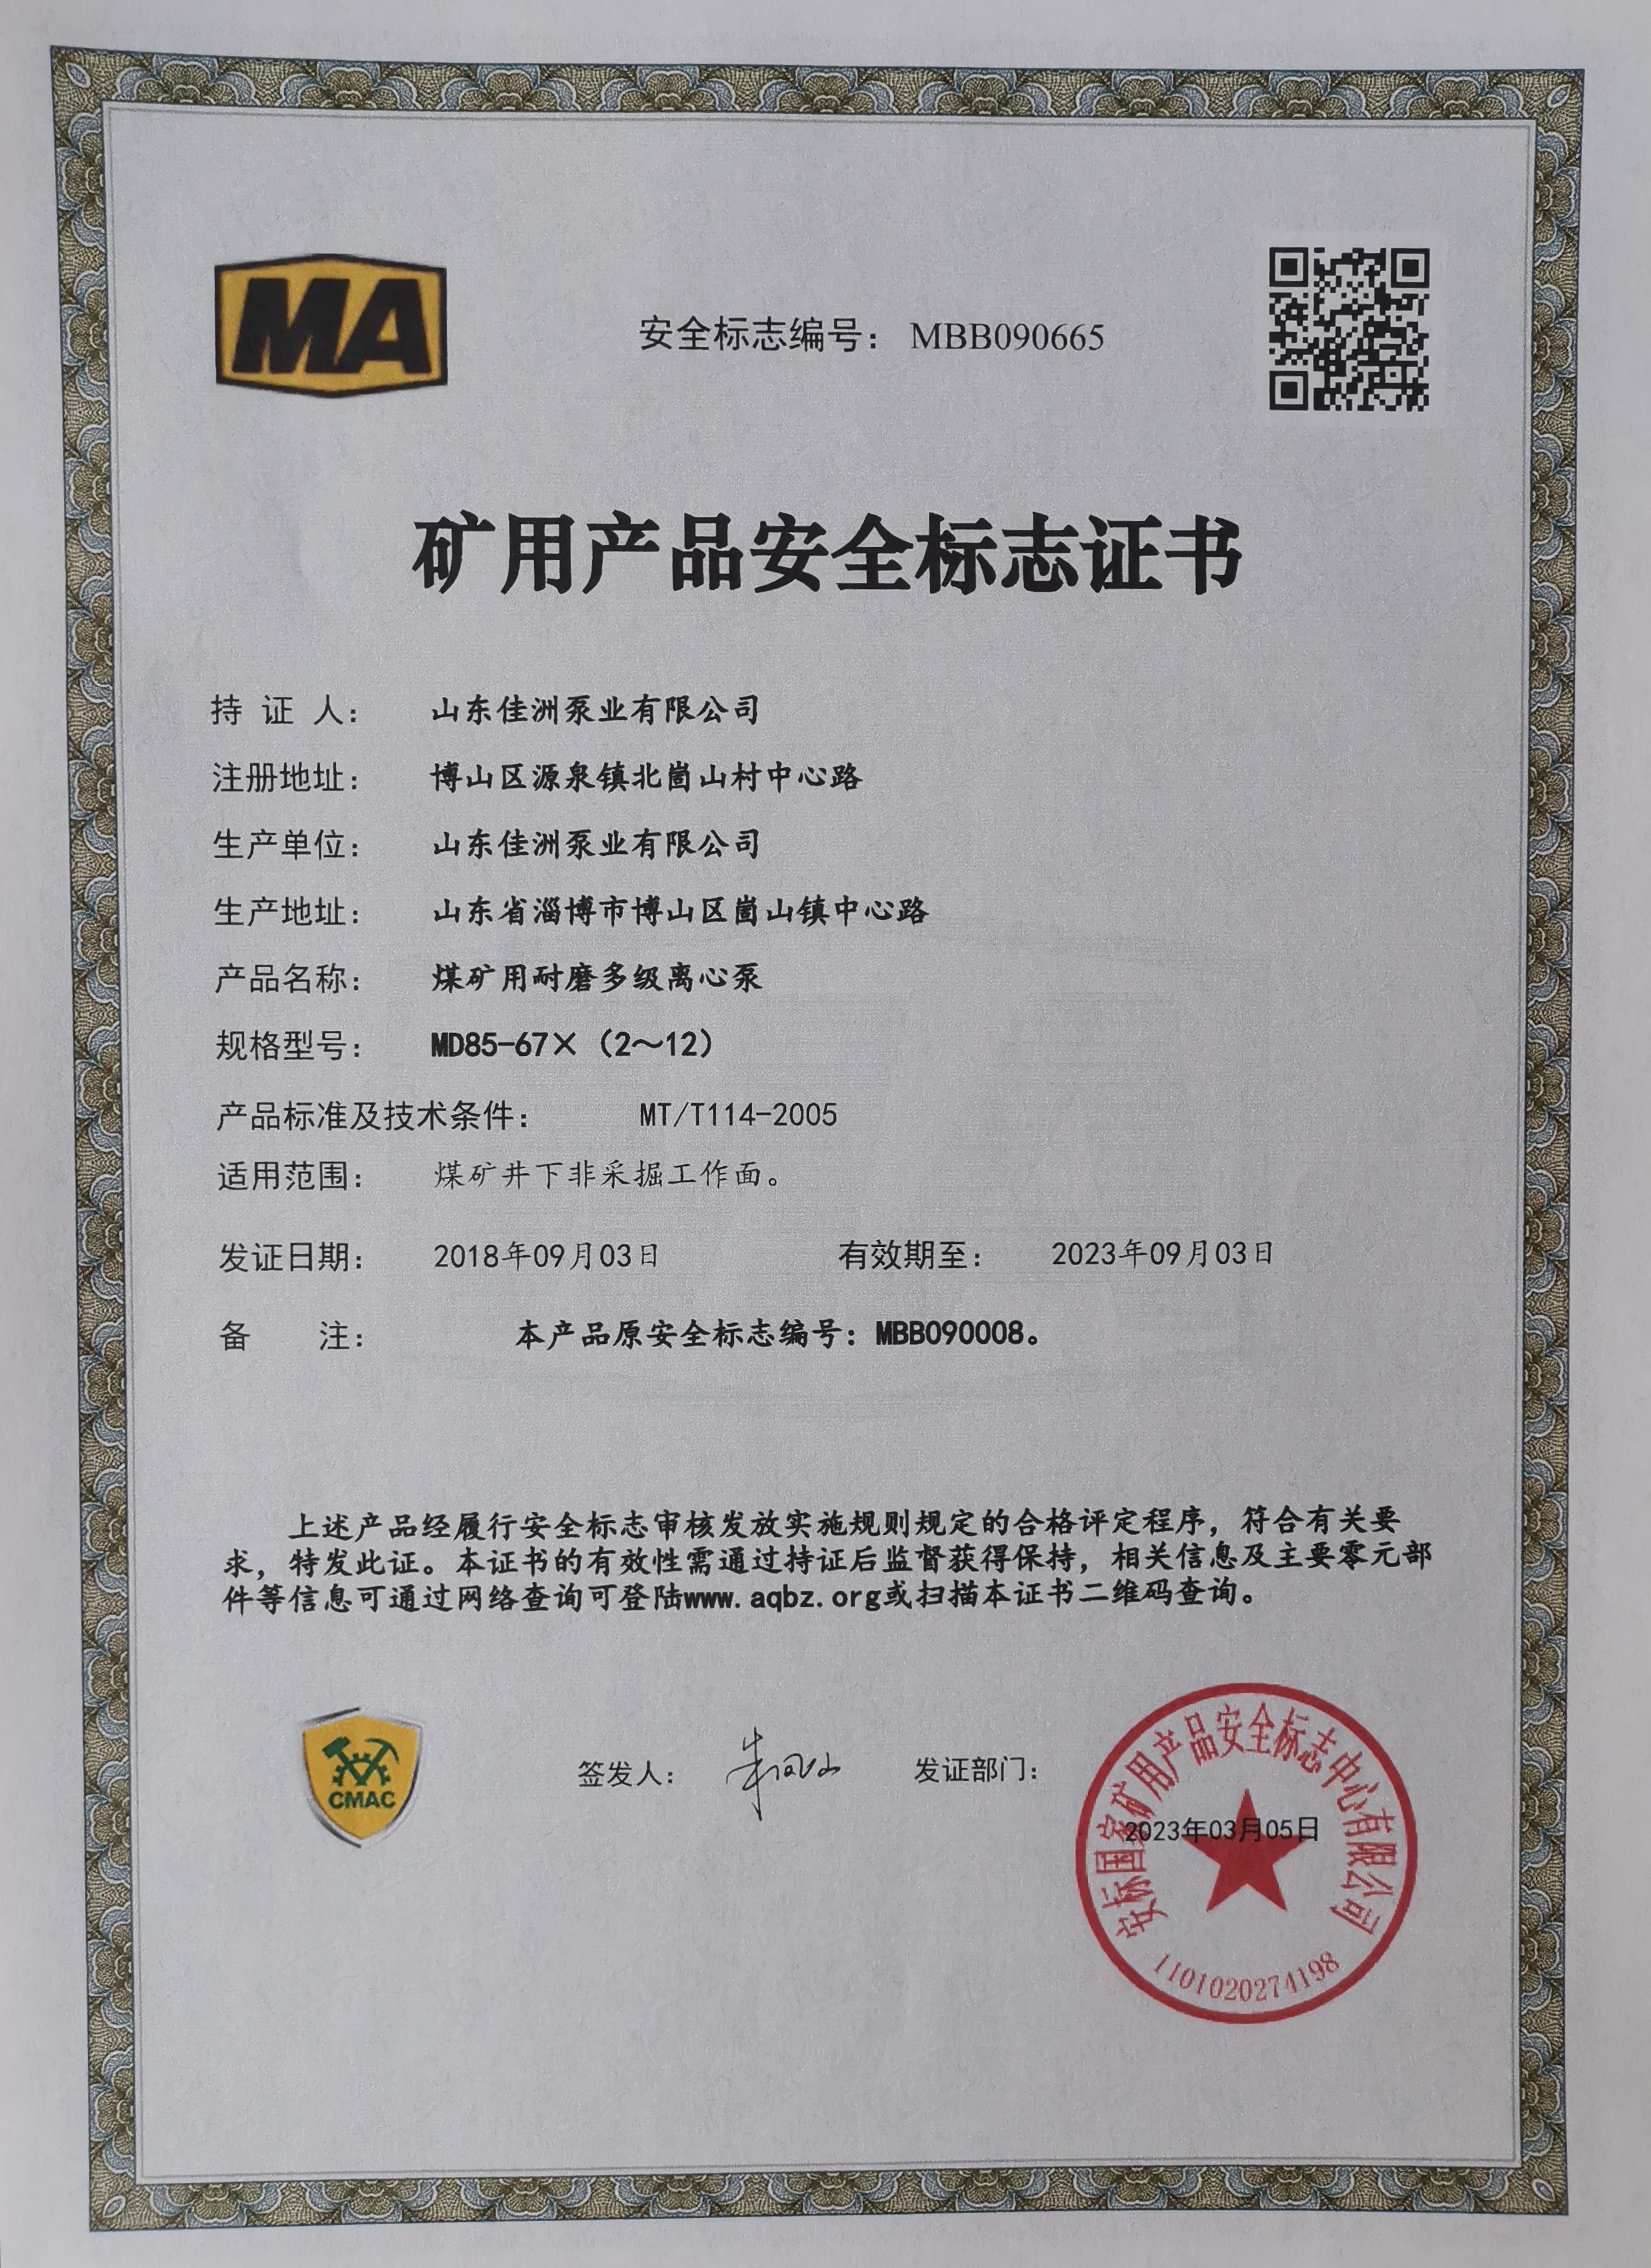 MA
安全标志编号： MBB090665
矿用产品安全标志证书
持 证 人： 山东佳洲泵业有限公司
注册地址： 博山区源泉镇北崮山村中心路
生产单位： 山东佳洲泵业有限公司
生产地址： 山东省淄博市博山区崮山镇中心路
产品名称： 煤矿用耐磨多级离心泵
规格型号： MD85-67×（2～12）
产品标准及技术条件： MT/T114-2005
适用范围： 煤矿井下非采掘工作面。
发证日期： 2018年09月03日 有效期至： 2023年09月03日
备 注： 本产品原安全标志编号：MBB090008。
上述产品经履行安全标志审核发放实施规则规定的合格评定程序，符合有关要
求，特发此证。本证书的有效性需通过持证后监督获得保持，相关信息及主要零元部
件等信息可通过网络查询可登陆www.aqbz.org或扫描本证书二维码查询。
CMAC
签发人： 发证部门：
安标国家矿用产品安全标志中心有限公司
2023年03月05日
1101020274198